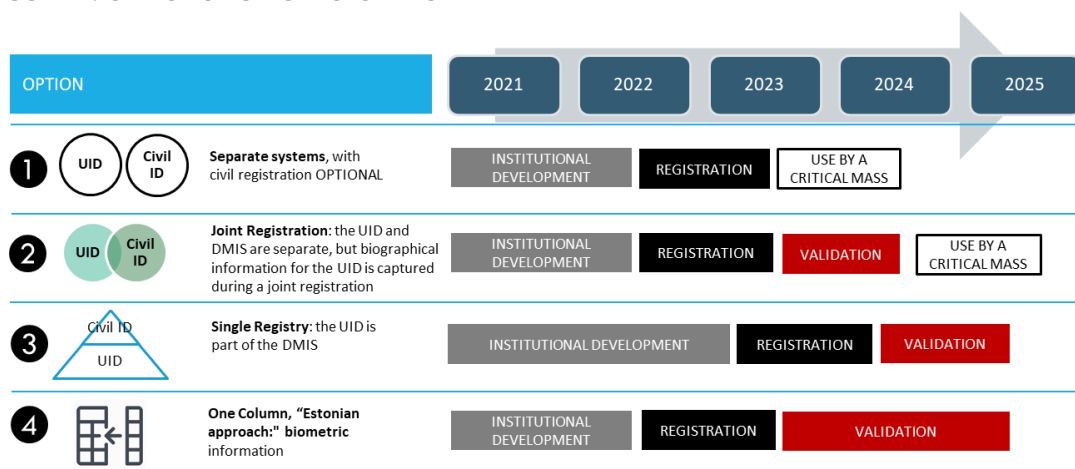 OPTION
2021
2022
2023
2024
2025
1
UID
Civil
ID
Separate systems, with
civil registration OPTIONAL
INSTITUTIONAL
DEVELOPMENT
REGISTRATION
USE BY A
CRITICAL MASS
2
UID
Civil
ID
Joint Registration: the UID and
DMIS are separate, but biographical
information for the UID is captured
during a joint registration
INSTITUTIONAL
DEVELOPMENT
REGISTRATION
VALIDATION
USE BY A
CRITICAL MASS
3
Civil ID
UID
Single Registry: the UID is
part of the DMIS
INSTITUTIONAL DEVELOPMENT
REGISTRATION
VALIDATION
4
One Column, “Estonian
approach:" biometric
information
INSTITUTIONAL
DEVELOPMENT
REGISTRATION
VALIDATION